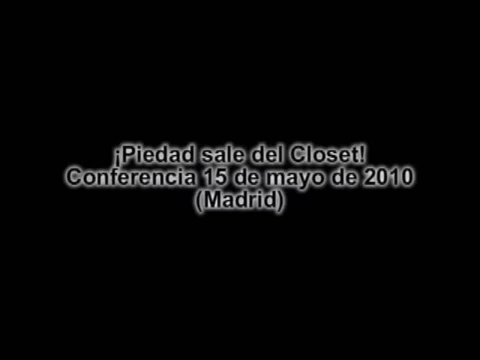 ¡Piedad sale del Closet!
Conferencia 15 de mayo de 2010
(Madrid)